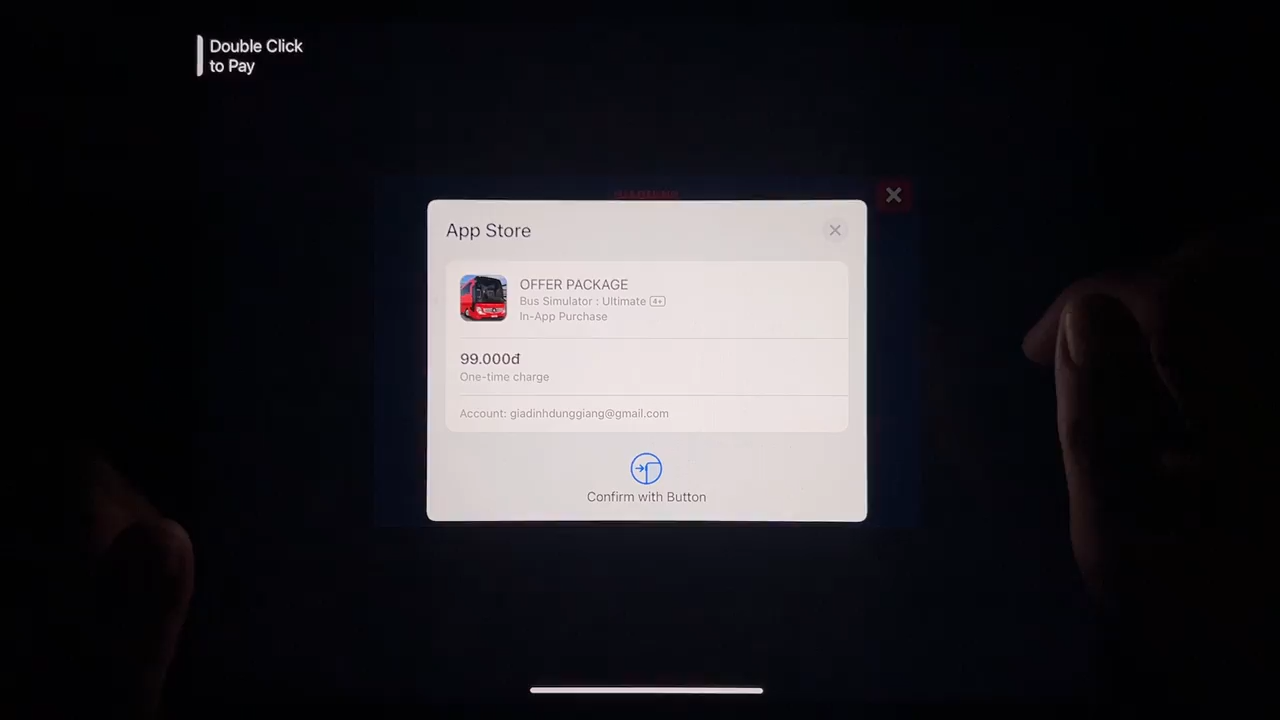 Double Click
to Pay
App Store
OFFER PACKAGE
Bus Simulator : Ultimate 4+
In-App Purchase
99.000đ
One-time charge
Account: giadinhdunggiang@gmail.com
Confirm with Button